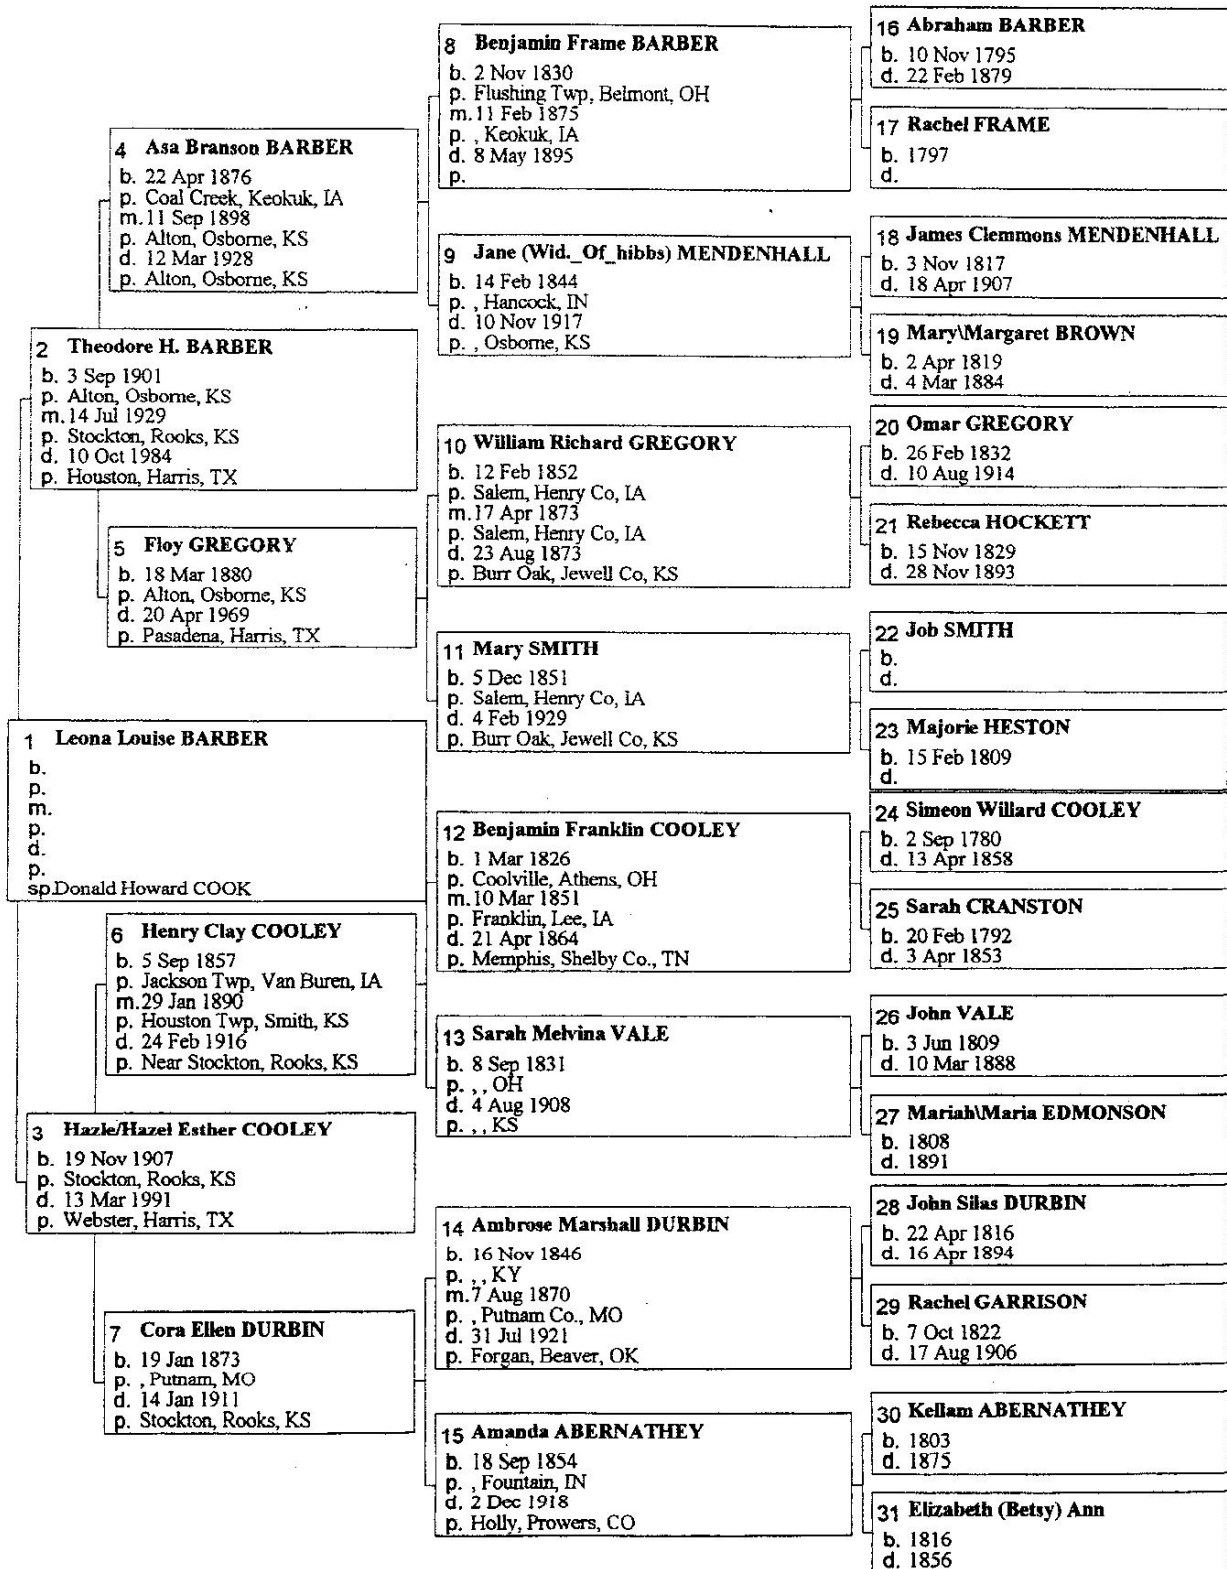 1 Leona Louise BARBER
b.
p.
m.
p.
d.
p.
sp.Donald Howard COOK
2 Theodore H. BARBER
b. 3 Sep 1901
p. Alton, Osborne, KS
m.14 Jul 1929
p. Stockton, Rooks, KS
d. 10 Oct 1984
p. Houston, Harris, TX
3 Hazle/Hazel Esther COOLEY
b. 19 Nov 1907
p. Stockton, Rooks, KS
d. 13 Mar 1991
p. Webster, Harris, TX
4 Asa Branson BARBER
b. 22 Apr 1876
p. Coal Creek, Keokuk, IA
m.11 Sep 1898
p. Alton, Osborne, KS
d. 12 Mar 1928
p. Alton, Osborne, KS
5 Floy GREGORY
b. 18 Mar 1880
p. Alton, Osborne, KS
d. 20 Apr 1969
p. Pasadena, Harris, TX
6 Henry Clay COOLEY
b. 5 Sep 1857
p. Jackson Twp, Van Buren, IA
m.29 Jan 1890
p. Houston Twp, Smith, KS
d. 24 Feb 1916
p. Near Stockton, Rooks, KS
7 Cora Ellen DURBIN
b. 19 Jan 1873
p. , Putnam, MO
d. 14 Jan 1911
p. Stockton, Rooks, KS
8 Benjamin Frame BARBER
b. 2 Nov 1830
p. Flushing Twp, Belmont, OH
m.11 Feb 1875
p. , Keokuk, IA
d. 8 May 1895
p.
9 Jane (Wid._Of_hibbs) MENDENHALL
b. 14 Feb 1844
p. , Hancock, IN
d. 10 Nov 1917
p. , Osborne, KS
10 William Richard GREGORY
b. 12 Feb 1852
p. Salem, Henry Co, IA
m.17 Apr 1873
p. Salem, Henry Co, IA
d. 23 Aug 1873
p. Burr Oak, Jewell Co, KS
11 Mary SMITH
b. 5 Dec 1851
p. Salem, Henry Co, IA
d. 4 Feb 1929
p. Burr Oak, Jewell Co, KS
12 Benjamin Franklin COOLEY
b. 1 Mar 1826
p. Coolville, Athens, OH
m.10 Mar 1851
p. Franklin, Lee, IA
d. 21 Apr 1864
p. Memphis, Shelby Co., TN
13 Sarah Melvina VALE
b. 8 Sep 1831
p. , , OH
d. 4 Aug 1908
p. , , KS
14 Ambrose Marshall DURBIN
b. 16 Nov 1846
p. , , KY
m.7 Aug 1870
p. , Putnam Co., MO
d. 31 Jul 1921
p. Forgan, Beaver, OK
15 Amanda ABERNATHEY
b. 18 Sep 1854
p. , Fountain, IN
d. 2 Dec 1918
p. Holly, Prowers, CO
16 Abraham BARBER
b. 10 Nov 1795
d. 22 Feb 1879
17 Rachel FRAME
b. 1797
d.
18 James Clemmons MENDENHALL
b. 3 Nov 1817
d. 18 Apr 1907
19 Mary\Margaret BROWN
b. 2 Apr 1819
d. 4 Mar 1884
20 Omar GREGORY
b. 26 Feb 1832
d. 10 Aug 1914
21 Rebecca HOCKETT
b. 15 Nov 1829
d. 28 Nov 1893
22 Job SMITH
b.
d.
23 Majorie HESTON
b. 15 Feb 1809
d.
24 Simeon Willard COOLEY
b. 2 Sep 1780
d. 13 Apr 1858
25 Sarah CRANSTON
b. 20 Feb 1792
d. 3 Apr 1853
26 John VALE
b. 3 Jun 1809
d. 10 Mar 1888
27 Mariah\Maria EDMONSON
b. 1808
d. 1891
28 John Silas DURBIN
b. 22 Apr 1816
d. 16 Apr 1894
29 Rachel GARRISON
b. 7 Oct 1822
d. 17 Aug 1906
30 Kellam ABERNATHEY
b. 1803
d. 1875
31 Elizabeth (Betsy) Ann
b. 1816
d. 1856